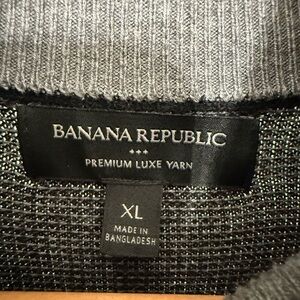 BANANA REPUBLIC
+++
PREMIUM LUXE YARN
XL
MADE IN
BANGLADESH